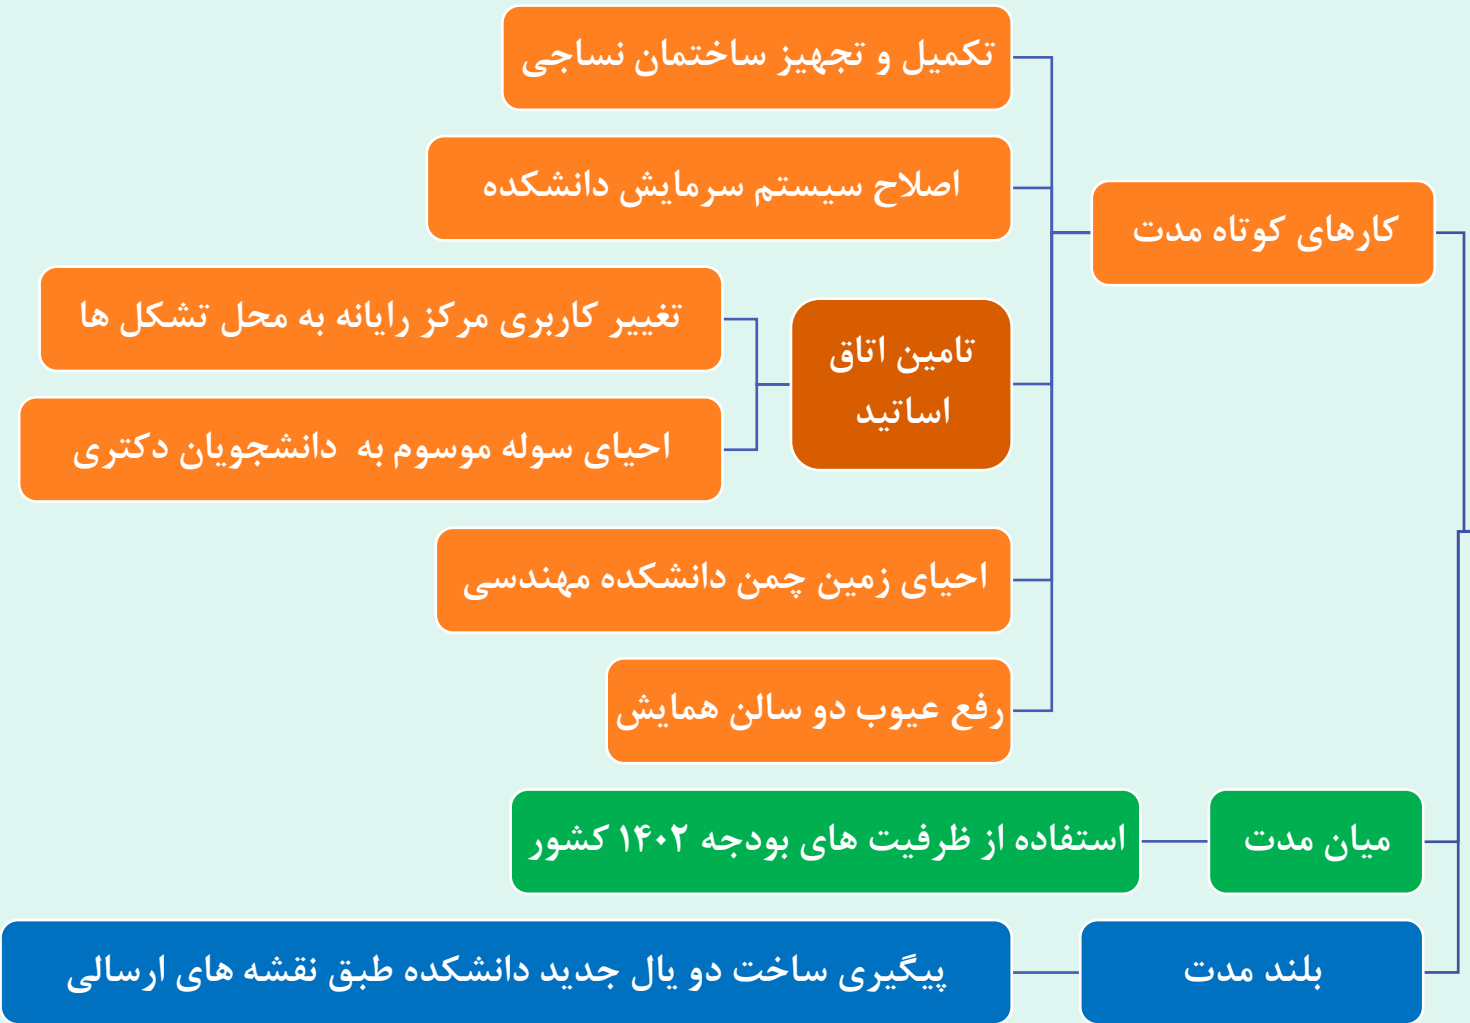 کارهای کوتاه مدت
تکمیل و تجهیز ساختمان نساجی
اصلاح سیستم سرمایش دانشکده
تامین اتاق
اساتید
تغییر کاربری مرکز رایانه به محل تشکل ها
احیای سوله موسوم به دانشجویان دکتری
احیای زمین چمن دانشکده مهندسی
رفع عیوب دو سالن همایش
میان مدت
استفاده از ظرفیت های بودجه ۱۴۰۲ کشور
بلند مدت
پیگیری ساخت دو یال جدید دانشکده طبق نقشه های ارسالی